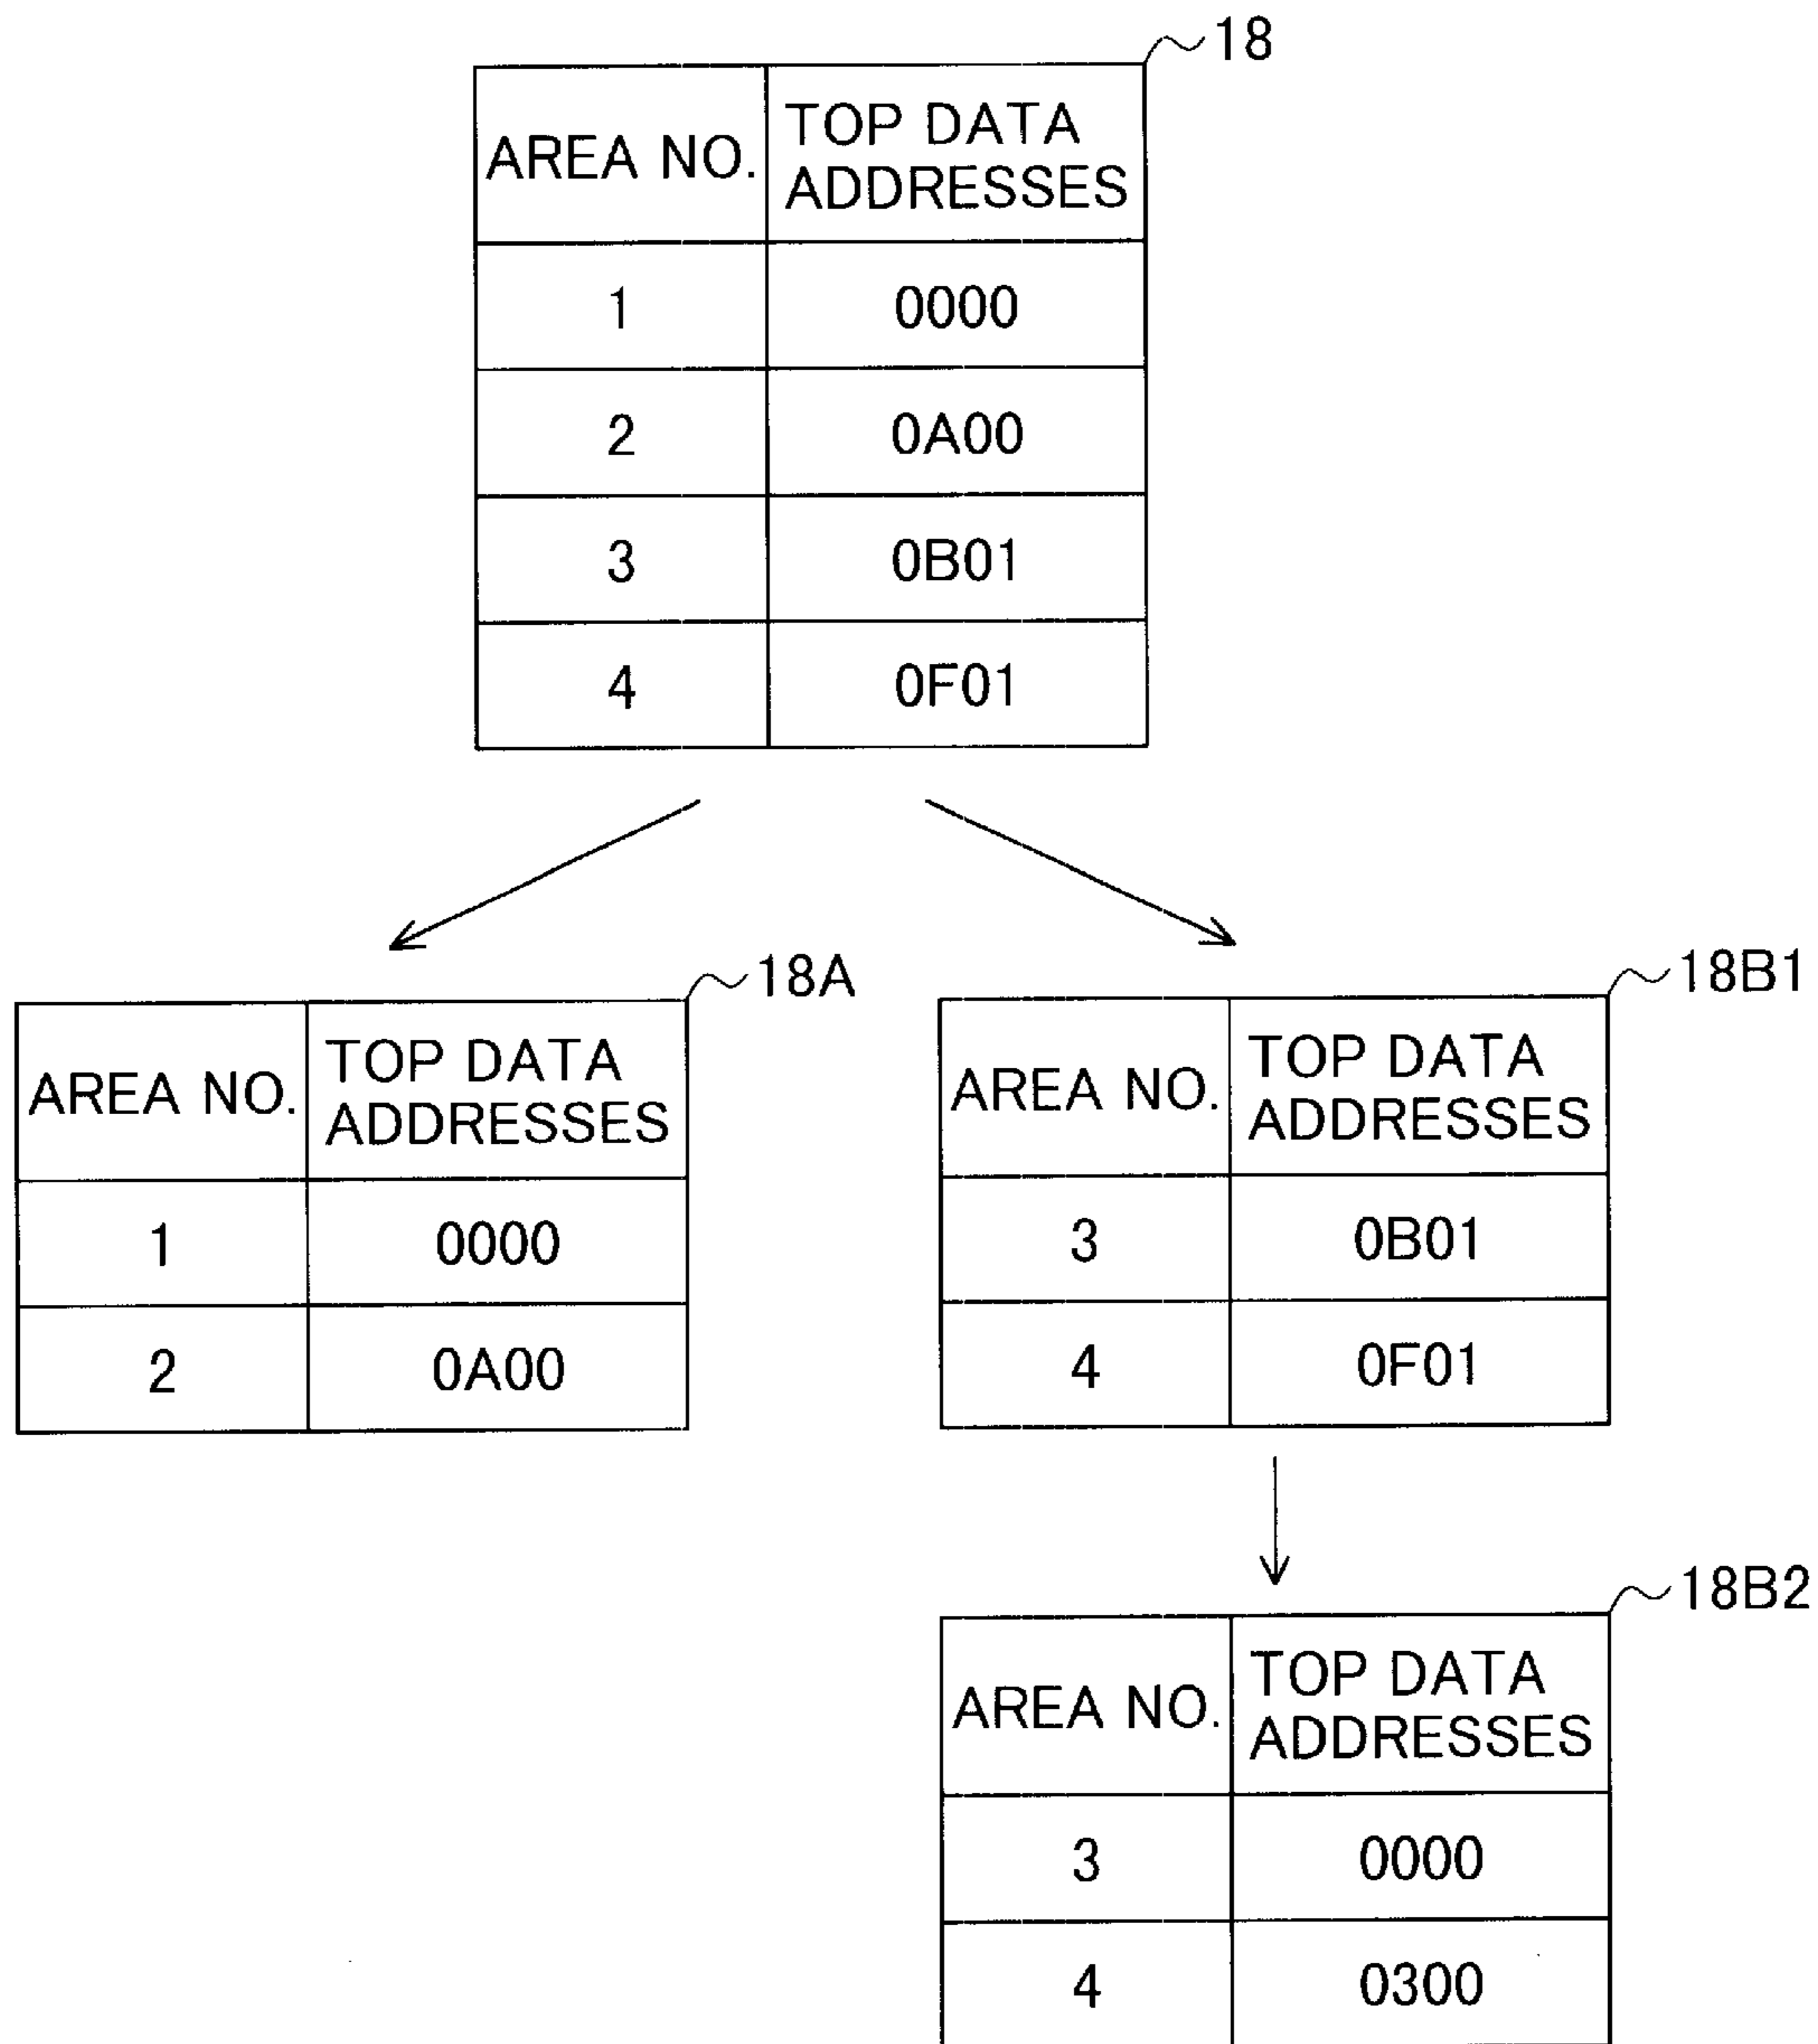 18
AREA NO. TOP DATA ADDRESSES
1 0000
2 0A00
3 0B01
4 0F01
18A
AREA NO. TOP DATA ADDRESSES
1 0000
2 0A00
18B1
AREA NO. TOP DATA ADDRESSES
3 0B01
4 0F01
18B2
AREA NO. TOP DATA ADDRESSES
3 0000
4 0300